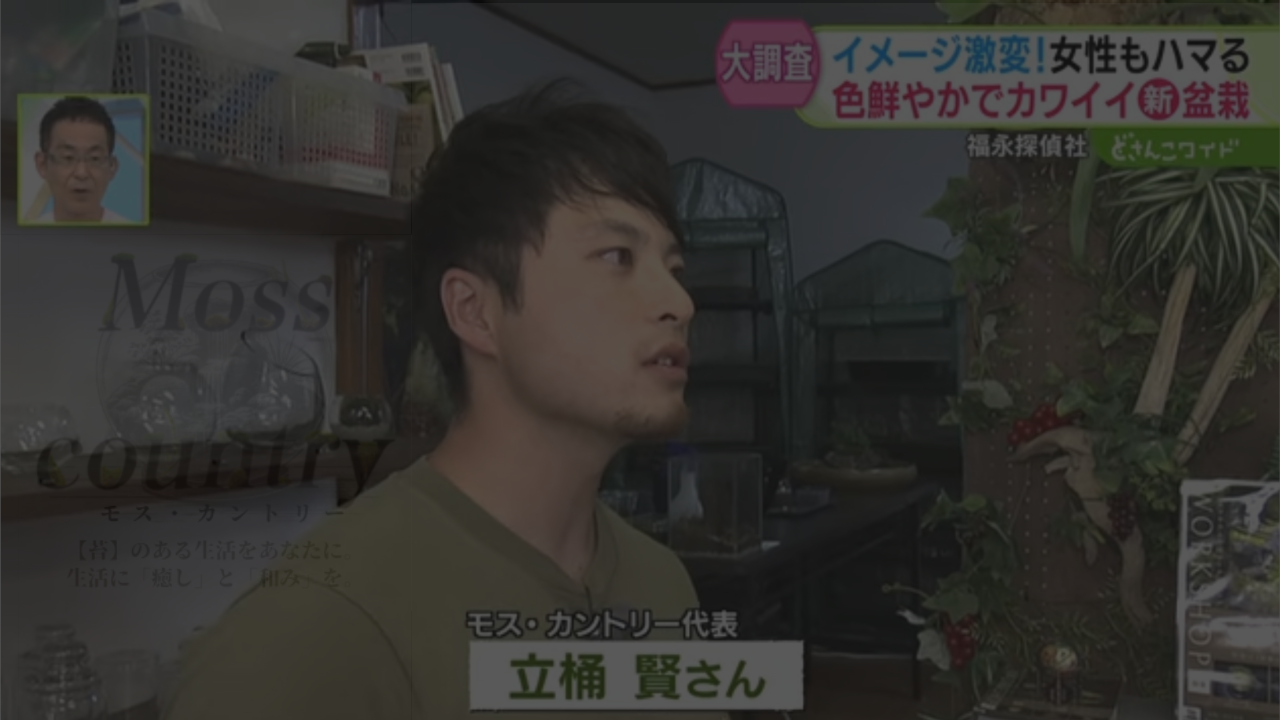 大調査
イメージ激変!女性もハマる
色鮮やかでカワイイ新盆栽
福永探偵社
どさんこワイド
Moss
country
モス・カントリー
【苔】のある生活をあなたに
生活に「癒し」と「和み」を
WORKSHOP
モス・カントリー代表
立桶 賢さん